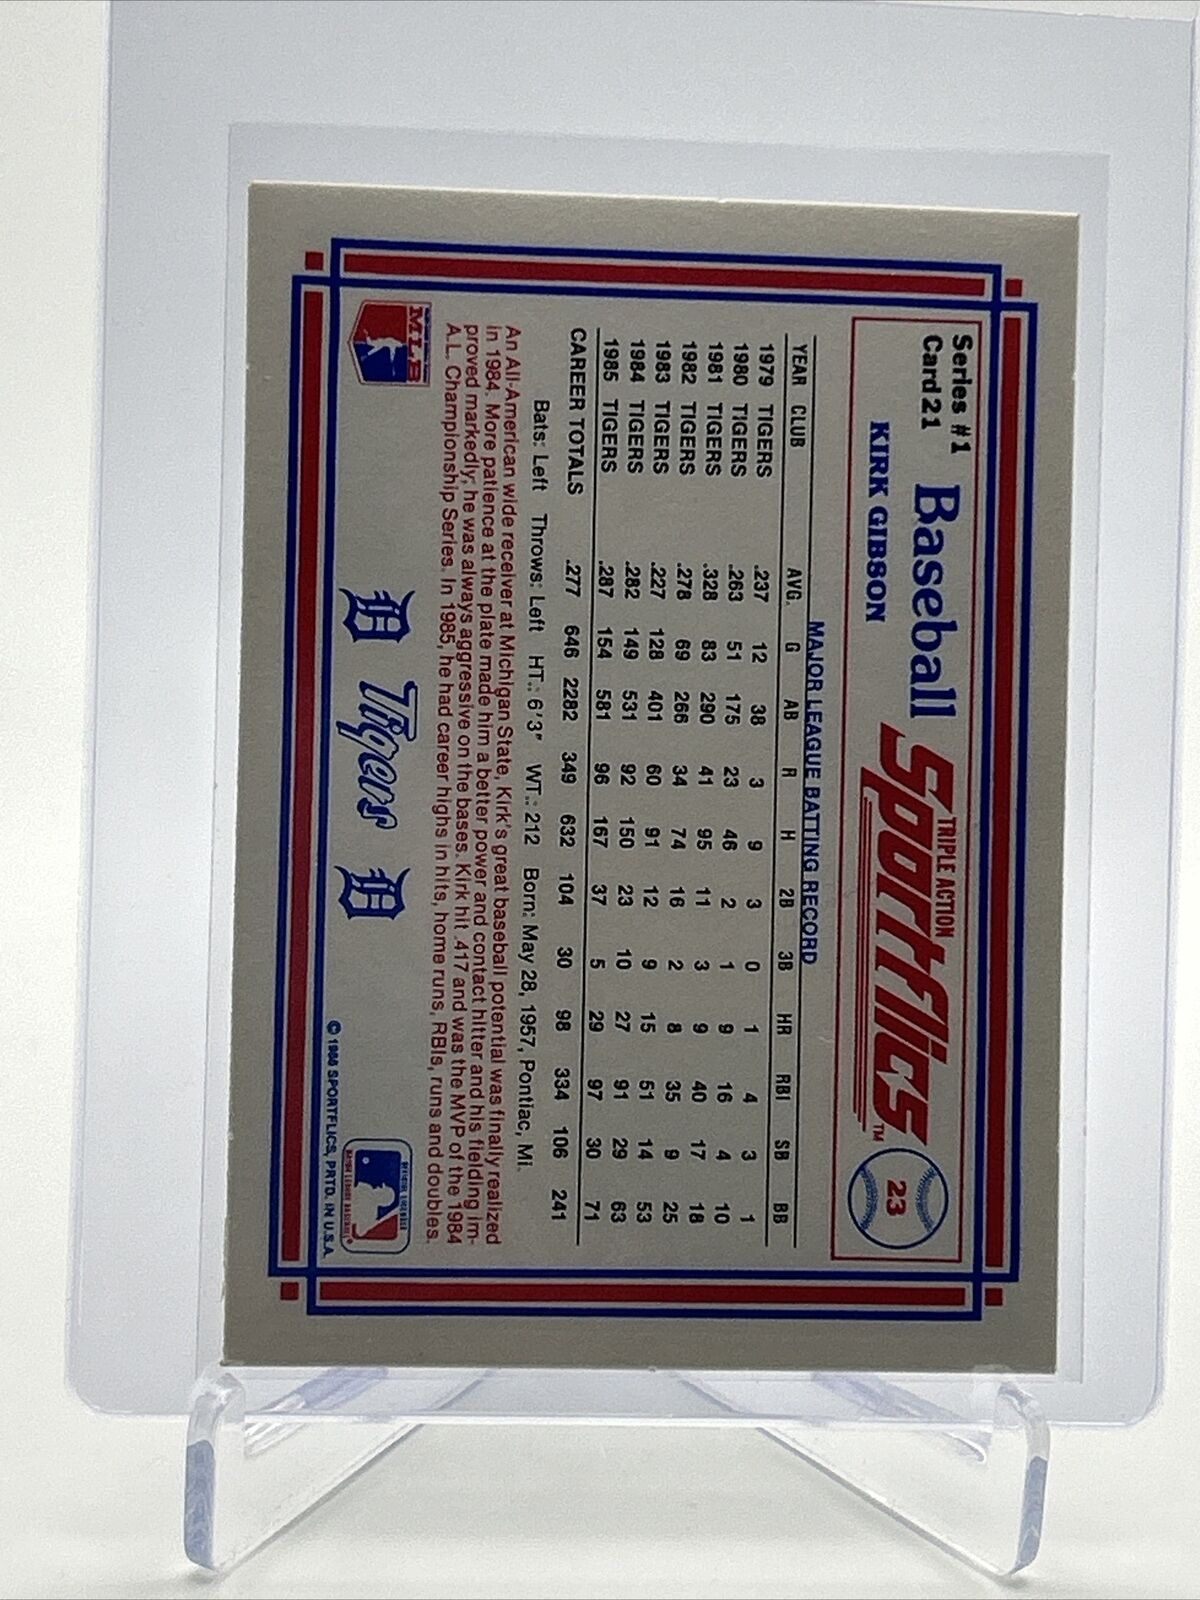 Series #1
Card 21
Baseball
TRIPLE ACTION
Sportflics™
23
KIRK GIBSON
MAJOR LEAGUE BATTING RECORD
YEAR CLUB AVG. G AB R H 2B 3B HR RBI SB BB
1979 TIGERS .237 12 38 3 9 3 0 1 4 3 1
1980 TIGERS .263 51 175 23 46 2 1 9 16 4 10
1981 TIGERS .328 83 290 41 95 11 3 9 40 17 18
1982 TIGERS .278 69 266 34 74 16 2 8 35 9 25
1983 TIGERS .227 128 401 60 91 12 9 15 51 14 53
1984 TIGERS .282 149 531 92 150 23 10 27 91 29 63
1985 TIGERS .287 154 581 96 167 37 5 29 97 30 71
CAREER TOTALS .277 646 2282 349 632 104 30 98 334 106 241
Bats: Left Throws: Left HT.: 6'3" WT.: 212 Born: May 28, 1957, Pontiac, MI.
An All-American wide receiver at Michigan State, Kirk's great baseball potential was finally realized
in 1984. More patience at the plate made him a better power and contact hitter and his fielding im-
proved markedly; he was always aggressive on the bases. Kirk hit .417 and was the MVP of the 1984
A.L. Championship Series. In 1985, he had career highs in hits, home runs, RBIs, runs and doubles.
MLB
D Tigers D
MAJOR LEAGUE BASEBALL®
© 1986 SPORTFLICS, PRTD. IN U.S.A.